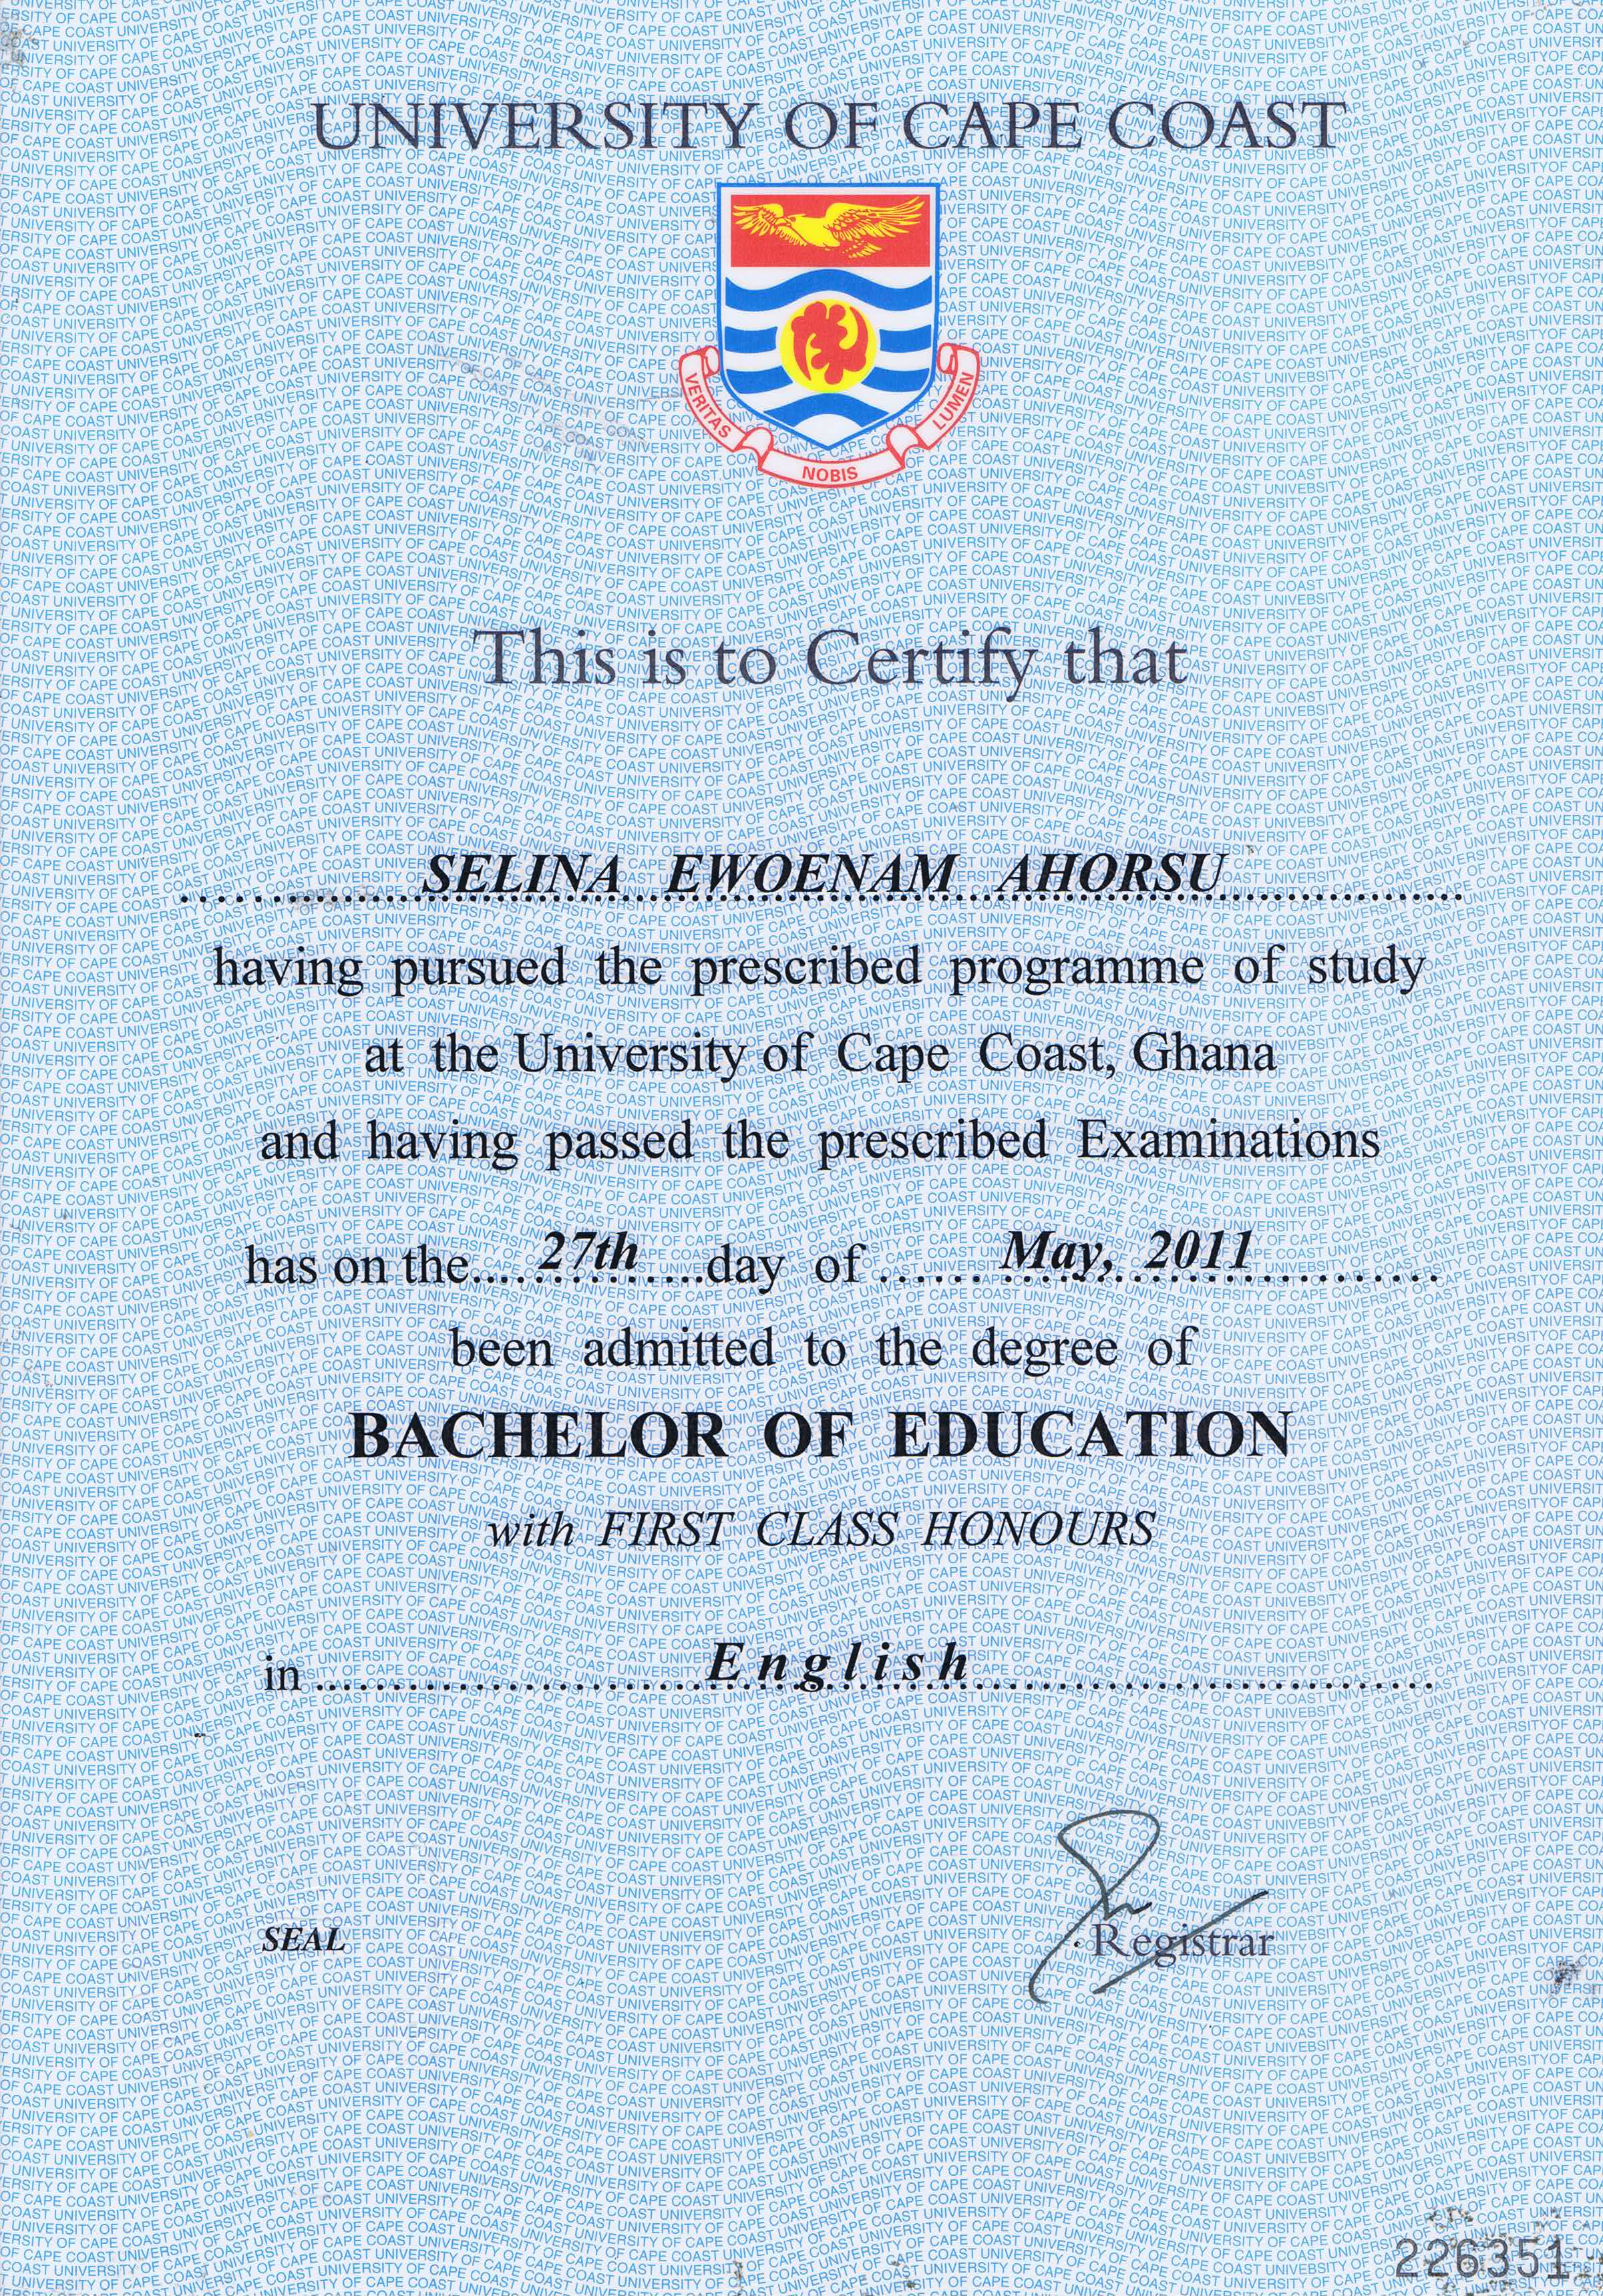 UNIVERSITY OF CAPE COAST
VERITAS NOBIS LUMEN
This is to Certify that
SELINA EWOENAM AHORSU
having pursued the prescribed programme of study
at the University of Cape Coast, Ghana
and having passed the prescribed Examinations
has on the 27th day of May, 2011
been admitted to the degree of
BACHELOR OF EDUCATION
with FIRST CLASS HONOURS
in English
SEAL
Registrar
226351